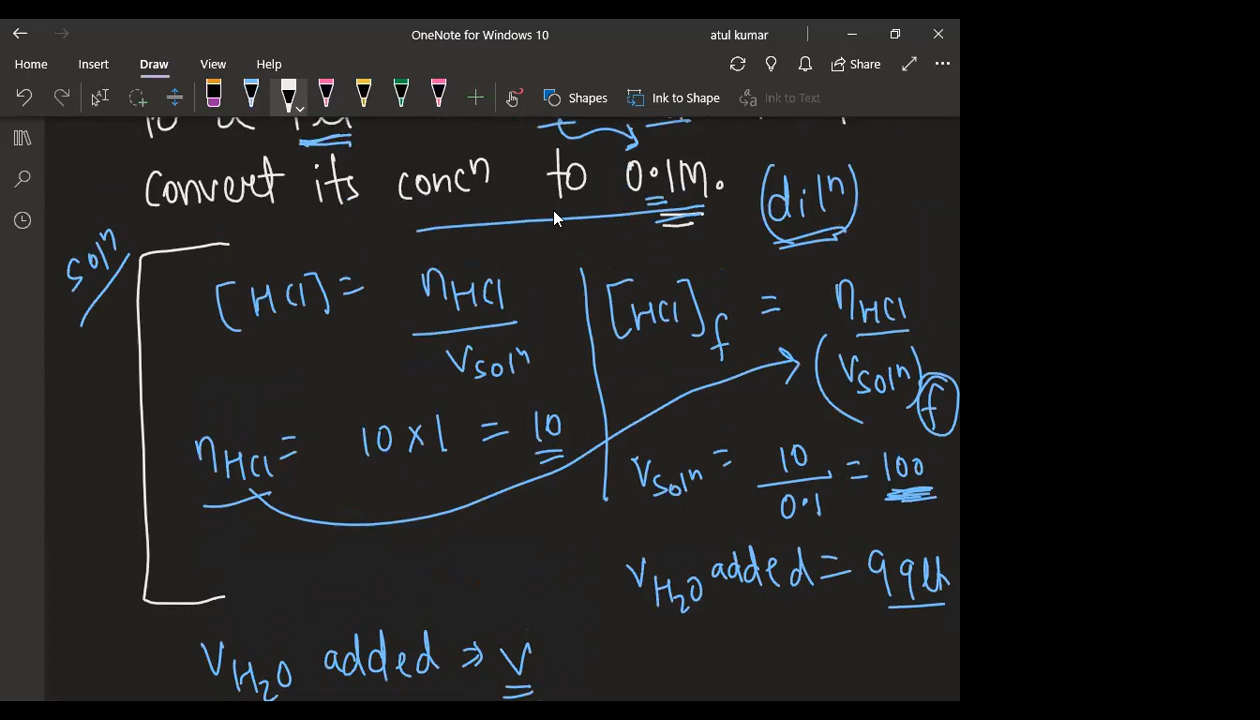 OneNote for Windows 10
atul kumar
Home Insert Draw View Help
Share
Shapes Ink to Shape Ink to Text
to a
convert its concⁿ to 0.1M. (dilⁿ)
solⁿ
[HCl] = nHCl / Vsolⁿ
nHCl = 10 × 1 = 10
[HCl]f = nHCl / (Vsolⁿ)f
Vsolⁿ = 10 / 0.1 = 100
VH₂O added = 99
VH₂O added ⇒ V